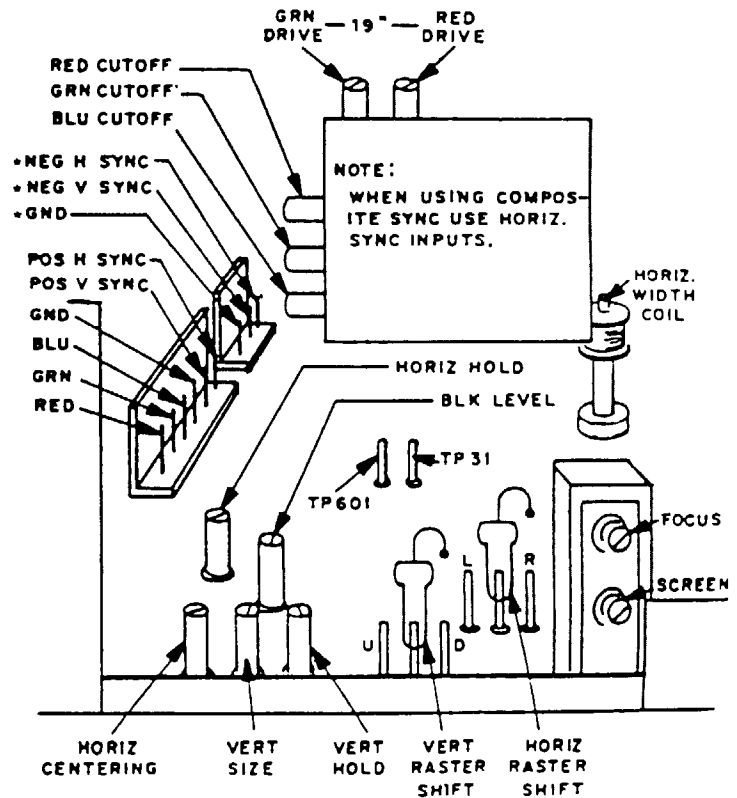 GRN DRIVE — 19" — RED DRIVE
RED CUTOFF
GRN CUTOFF
BLU CUTOFF
*NEG H SYNC
*NEG V SYNC
*GND
NOTE:
WHEN USING COMPOS-
ITE SYNC USE HORIZ.
SYNC INPUTS.
POS H SYNC
POS V SYNC
GND
BLU
GRN
RED
HORIZ.
WIDTH
COIL
HORIZ HOLD
BLK LEVEL
TP601
TP31
FOCUS
SCREEN
L
R
U
D
HORIZ
CENTERING
VERT
SIZE
VERT
HOLD
VERT
RASTER
SHIFT
HORIZ
RASTER
SHIFT